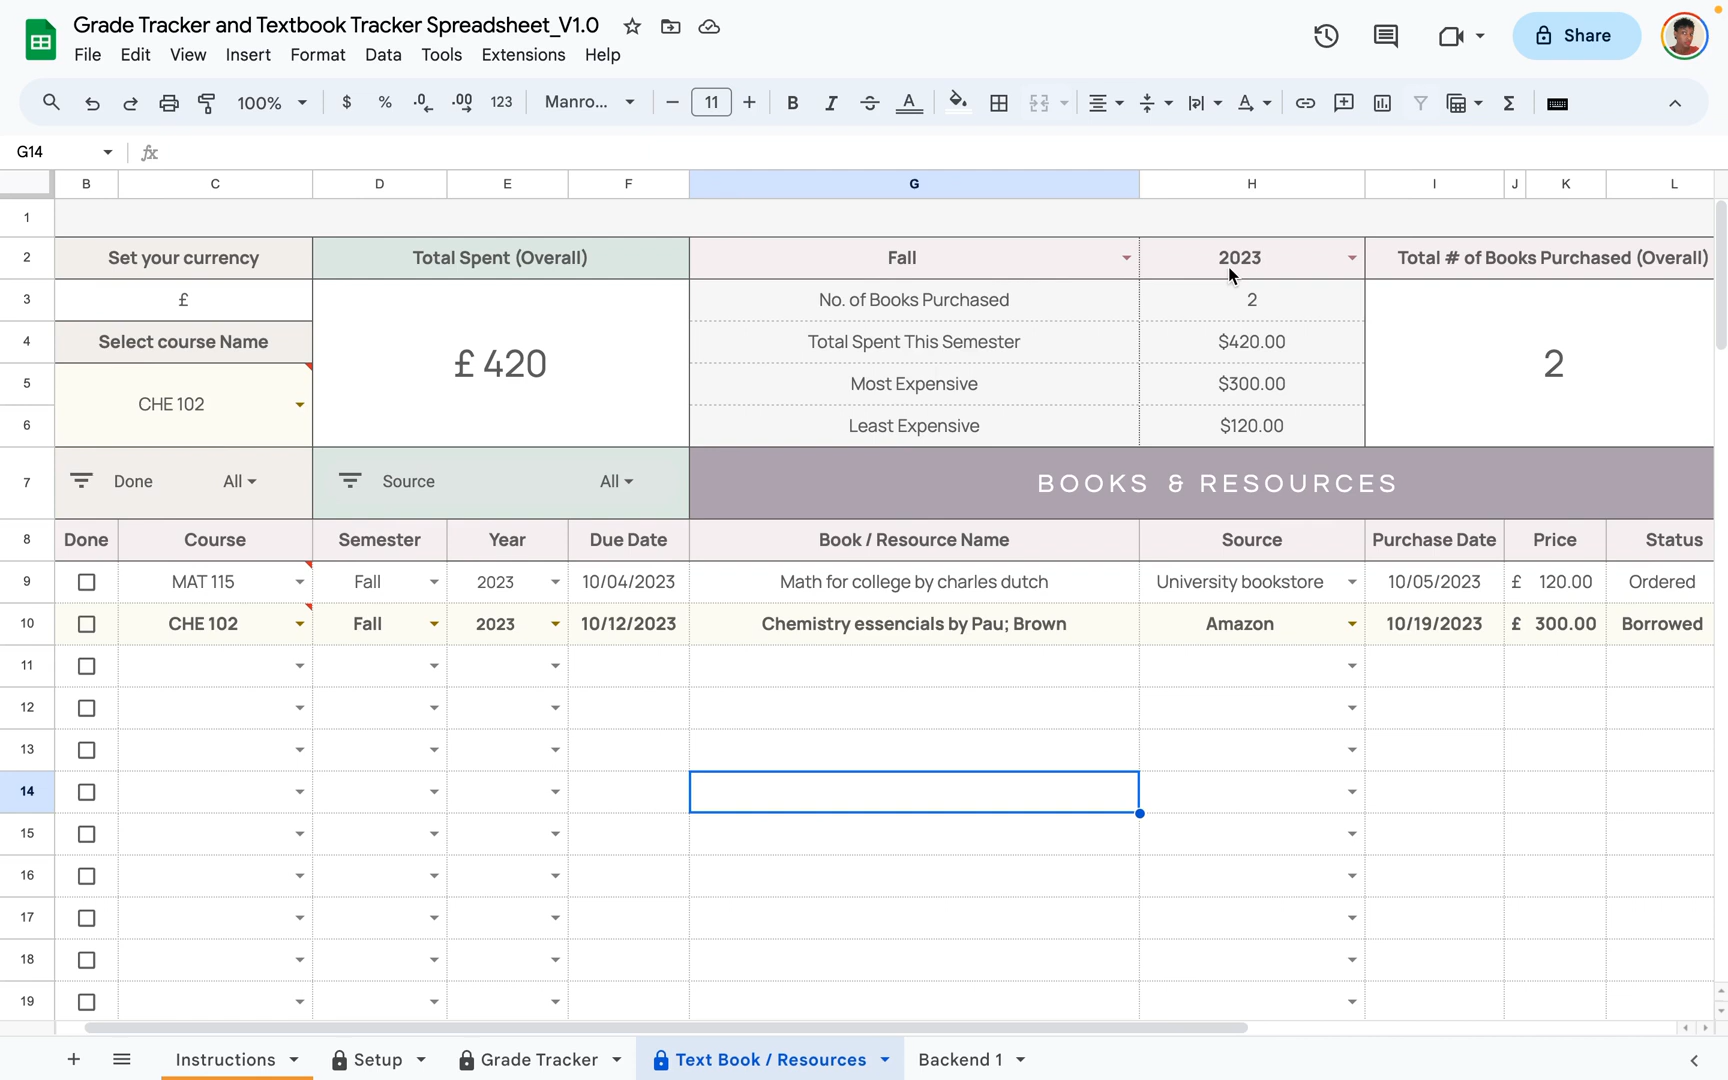 Grade Tracker and Textbook Tracker Spreadsheet_V1.0
Share
File Edit View Insert Format Data Tools Extensions Help
100% $ % .0 .00 123 Manro... 11 B I A
G14 fx
B C D E F G H I J K L
1
2 Set your currency Total Spent (Overall) Fall 2023 Total # of Books Purchased (Overall)
3 £ No. of Books Purchased 2
4 Select course Name Total Spent This Semester $420.00
£ 420 2
5 Most Expensive $300.00
CHE 102
6 Least Expensive $120.00
7 Done All Source All BOOKS & RESOURCES
8 Done Course Semester Year Due Date Book / Resource Name Source Purchase Date Price Status
9 MAT 115 Fall 2023 10/04/2023 Math for college by charles dutch University bookstore 10/05/2023 £ 120.00 Ordered
10 CHE 102 Fall 2023 10/12/2023 Chemistry essencials by Pau; Brown Amazon 10/19/2023 £ 300.00 Borrowed
11
12
13
14
15
16
17
18
19
Instructions Setup Grade Tracker Text Book / Resources Backend 1